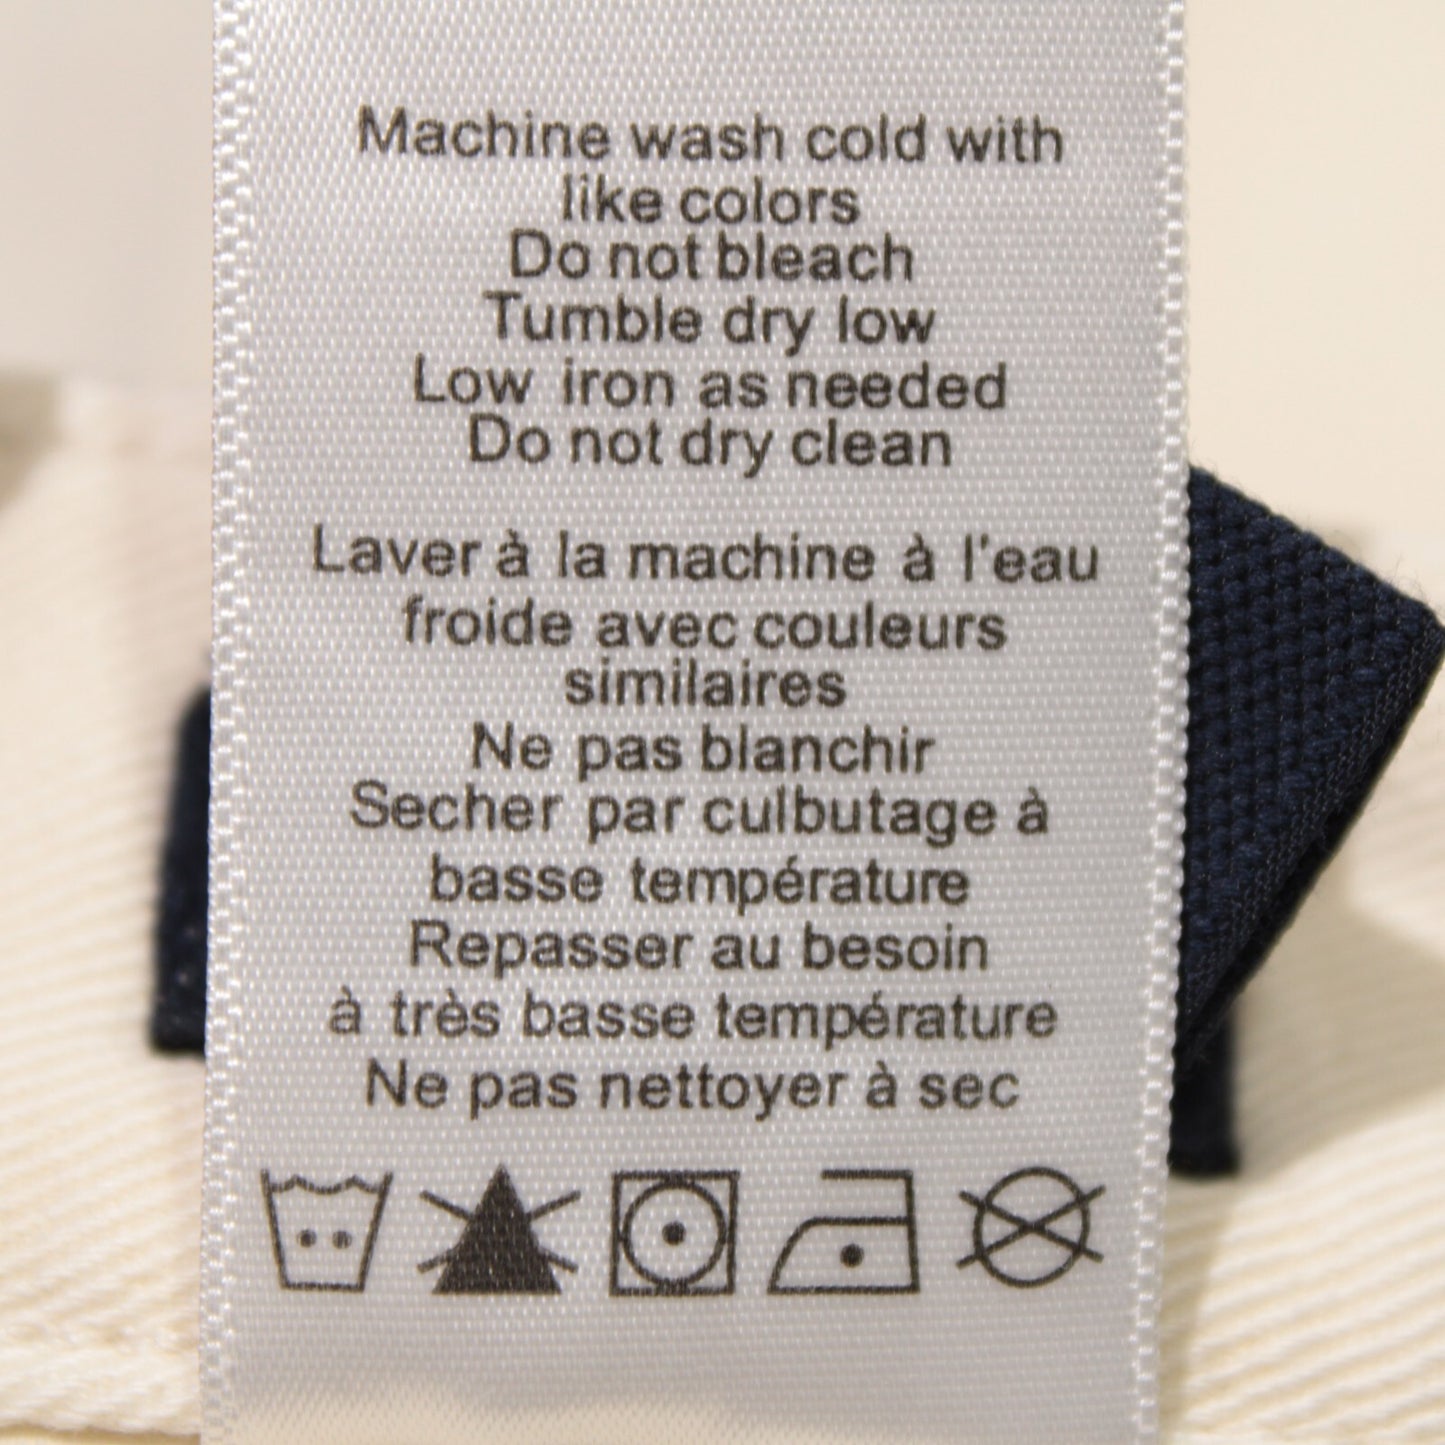 Machine wash cold with
like colors
Do not bleach
Tumble dry low
Low iron as needed
Do not dry clean
Laver à la machine à l'eau
froide avec couleurs
similaires
Ne pas blanchir
Secher par culbutage à
basse température
Repasser au besoin
à très basse température
Ne pas nettoyer à sec